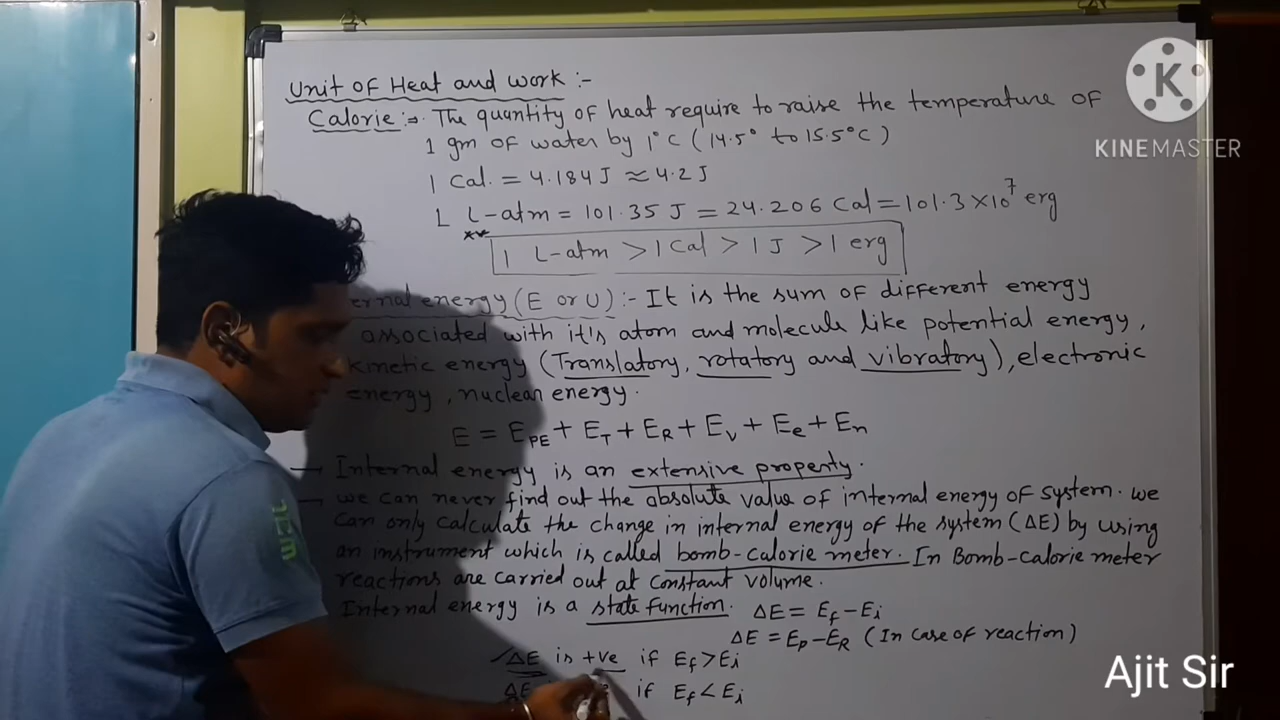 Unit of Heat and work :-
Calorie :→ The quantity of heat require to raise the temperature of
1 gm of water by 1°C (14.5° to 15.5°C)
1 Cal. = 4.184 J ≈ 4.2 J
1 L-atm = 101.35 J = 24.206 Cal = 101.3 × 10⁷ erg
**
1 L-atm > 1 Cal > 1 J > 1 erg
ernal energy (E or U) :- It is the sum of different energy
associated with it's atom and molecule like potential energy,
kinetic energy (Translatory, rotatory and vibratory), electronic
energy, nuclear energy.
E = E_PE + E_T + E_R + E_V + E_e + E_n
- Internal energy is an extensive property.
- we can never find out the absolute value of internal energy of system. we
can only calculate the change in internal energy of the system (ΔE) by using
an instrument which is called bomb-calorie meter. In Bomb-calorie meter
reactions are carried out at constant volume.
Internal energy is a state function. ΔE = E_f - E_i
ΔE = E_P - E_R (In case of reaction)
ΔE is +ve if E_f > E_i
ΔE if E_f < E_i
KINEMASTER
Ajit Sir